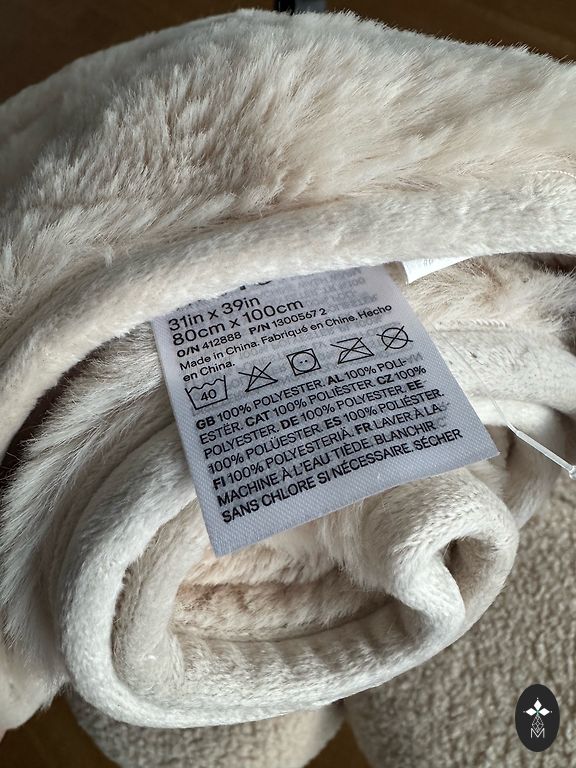 31in x 39in
80cm x 100cm
O/N 412888 P/N 1300567 2
Made in China. Fabriqué en Chine. Hecho
en China.
40
GB 100% POLYESTER. AL 100% POLI-
ESTËR. CAT 100% POLIÈSTER. CZ 100%
POLYESTER. DE 100% POLYESTER. EE
100% POLÜESTER. ES 100% POLIÉSTER.
FI 100% POLYESTERIÄ. FR LAVER À LA
MACHINE À L'EAU TIÈDE. BLANCHIR
SANS CHLORE SI NÉCESSAIRE. SÉCHER
M